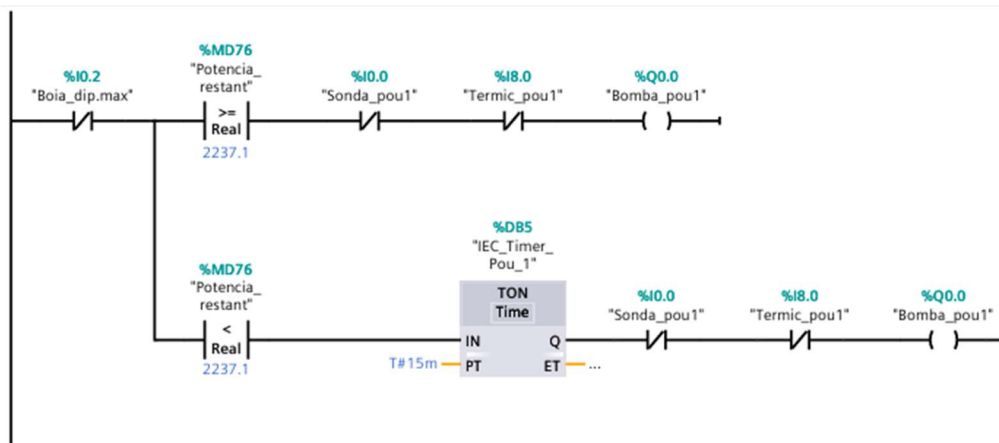 %MD76
"Potencia_
restant"
%I0.2
"Boia_dip.max"
>=
Real
2237.1
%I0.0
"Sonda_pou1"
%I8.0
"Termic_pou1"
%Q0.0
"Bomba_pou1"
%MD76
"Potencia_
restant"
<
Real
2237.1
%DB5
"IEC_Timer_
Pou_1"
TON
Time
IN
Q
T#15m
PT
ET
...
%I0.0
"Sonda_pou1"
%I8.0
"Termic_pou1"
%Q0.0
"Bomba_pou1"